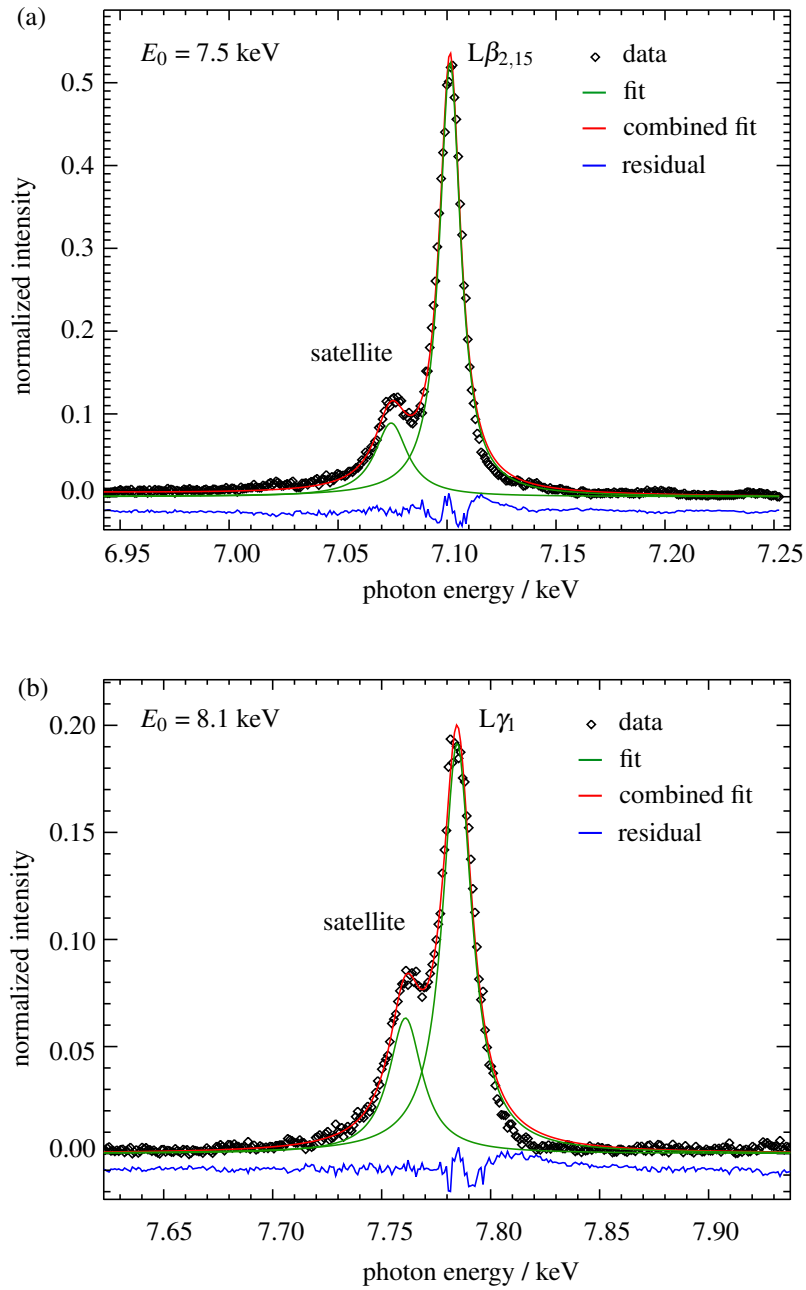 (a)
E₀ = 7.5 keV
Lβ₂,₁₅
data
fit
combined fit
residual
satellite
normalized intensity
0.5
0.4
0.3
0.2
0.1
0.0
6.95 7.00 7.05 7.10 7.15 7.20 7.25
photon energy / keV
(b)
E₀ = 8.1 keV
Lγ₁
data
fit
combined fit
residual
satellite
normalized intensity
0.20
0.15
0.10
0.05
0.00
7.65 7.70 7.75 7.80 7.85 7.90
photon energy / keV